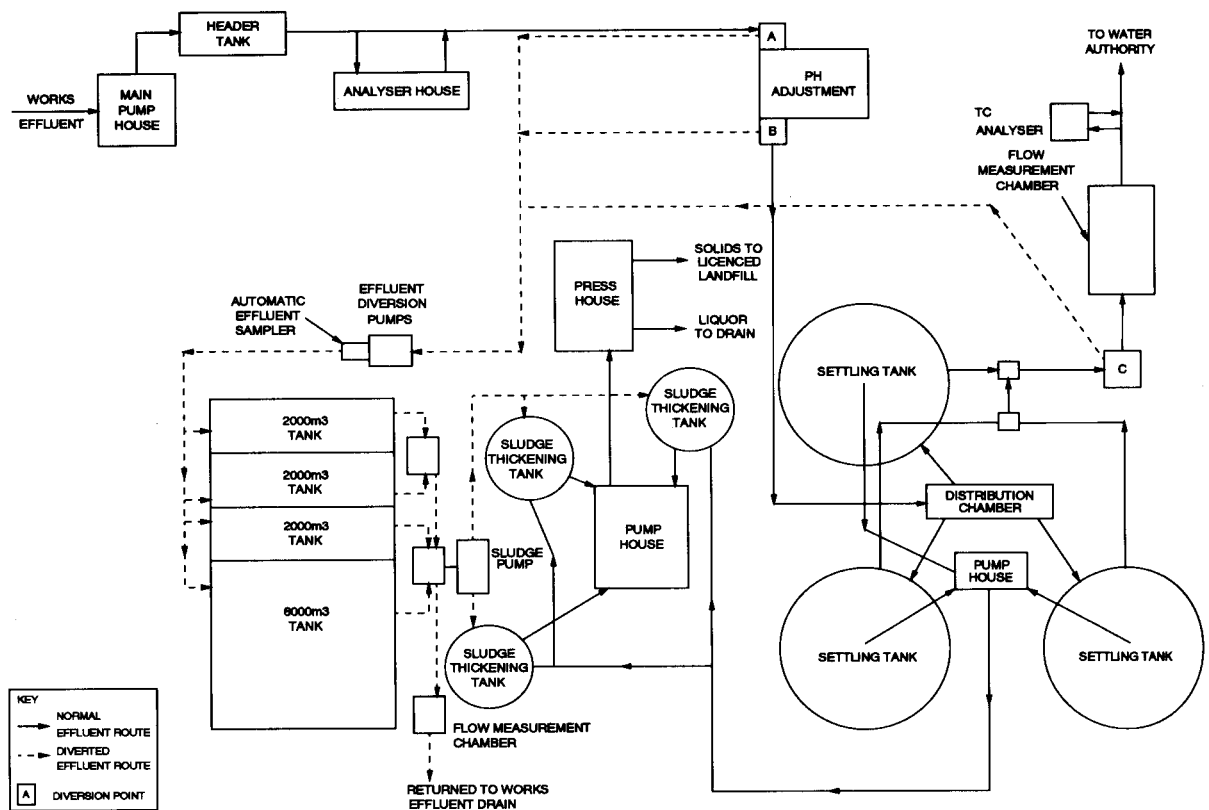 HEADER
TANK
MAIN
PUMP
HOUSE
WORKS
EFFLUENT
ANALYSER HOUSE
A
PH
ADJUSTMENT
B
TO WATER
AUTHORITY
TC
ANALYSER
FLOW
MEASUREMENT
CHAMBER
C
PRESS
HOUSE
SOLIDS TO
LICENCED
LANDFILL
LIQUOR
TO DRAIN
AUTOMATIC
EFFLUENT
SAMPLER
EFFLUENT
DIVERSION
PUMPS
SETTLING TANK
SLUDGE
THICKENING
TANK
SLUDGE
THICKENING
TANK
2000m3
TANK
2000m3
TANK
2000m3
TANK
6000m3
TANK
SLUDGE
PUMP
PUMP
HOUSE
DISTRIBUTION
CHAMBER
PUMP
HOUSE
SETTLING TANK
SETTLING TANK
SLUDGE
THICKENING
TANK
FLOW MEASUREMENT
CHAMBER
RETURNED TO WORKS
EFFLUENT DRAIN
KEY
NORMAL
EFFLUENT ROUTE
DIVERTED
EFFLUENT ROUTE
A DIVERSION POINT